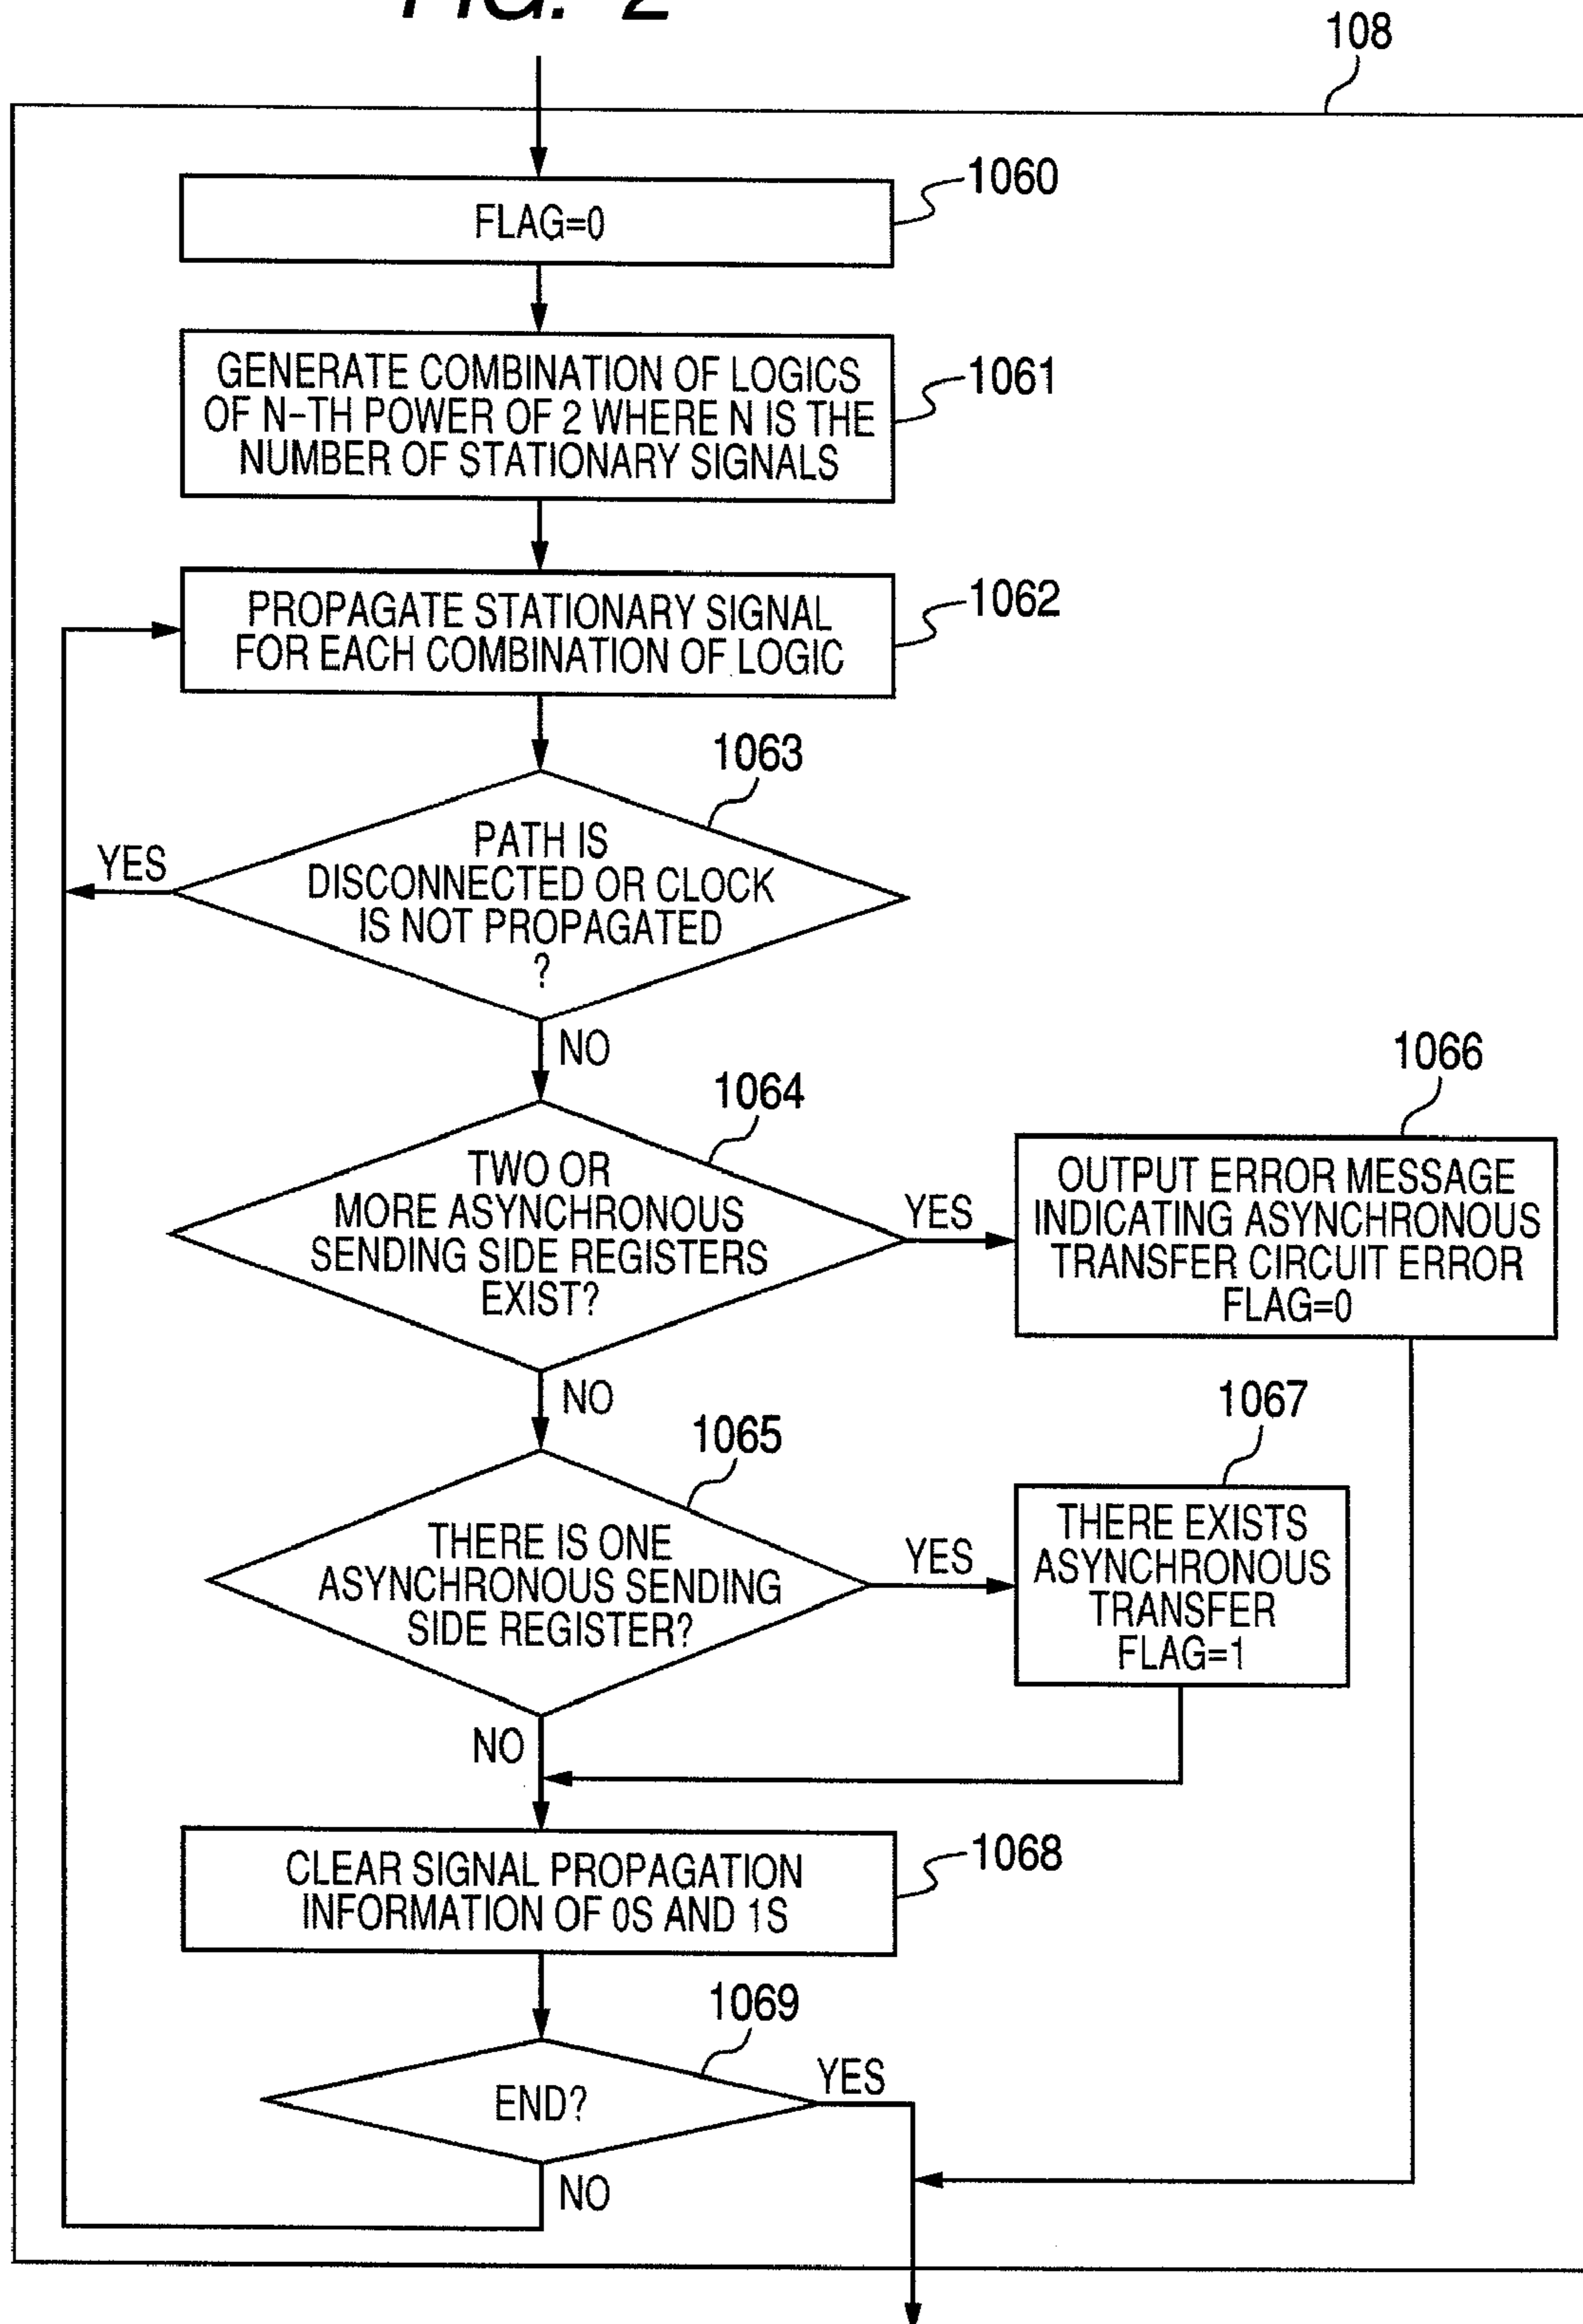 FIG. 2
108
FLAG=0
1060
GENERATE COMBINATION OF LOGICS
OF N-TH POWER OF 2 WHERE N IS THE
NUMBER OF STATIONARY SIGNALS
1061
PROPAGATE STATIONARY SIGNAL
FOR EACH COMBINATION OF LOGIC
1062
1063
PATH IS
DISCONNECTED OR CLOCK
IS NOT PROPAGATED
?
YES
NO
1064
TWO OR
MORE ASYNCHRONOUS
SENDING SIDE REGISTERS
EXIST?
YES
1066
OUTPUT ERROR MESSAGE
INDICATING ASYNCHRONOUS
TRANSFER CIRCUIT ERROR
FLAG=0
NO
1065
THERE IS ONE
ASYNCHRONOUS SENDING
SIDE REGISTER?
YES
1067
THERE EXISTS
ASYNCHRONOUS
TRANSFER
FLAG=1
NO
CLEAR SIGNAL PROPAGATION
INFORMATION OF 0S AND 1S
1068
1069
END?
YES
NO